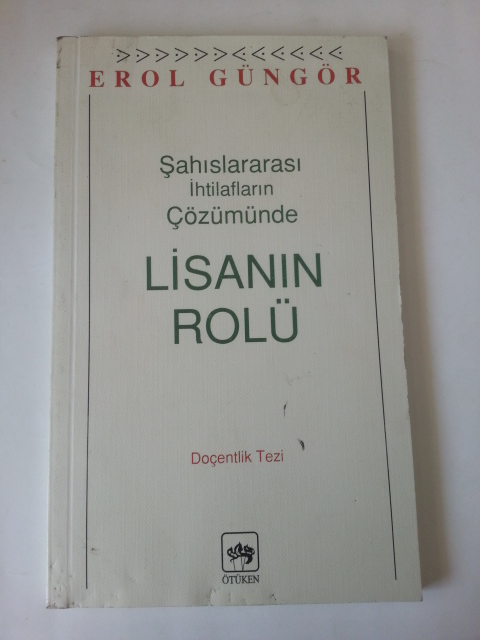 EROL GÜNGÖR
Şahıslararası
İhtilafların
Çözümünde
LİSANIN
ROLÜ
Doçentlik Tezi
ÖTÜKEN